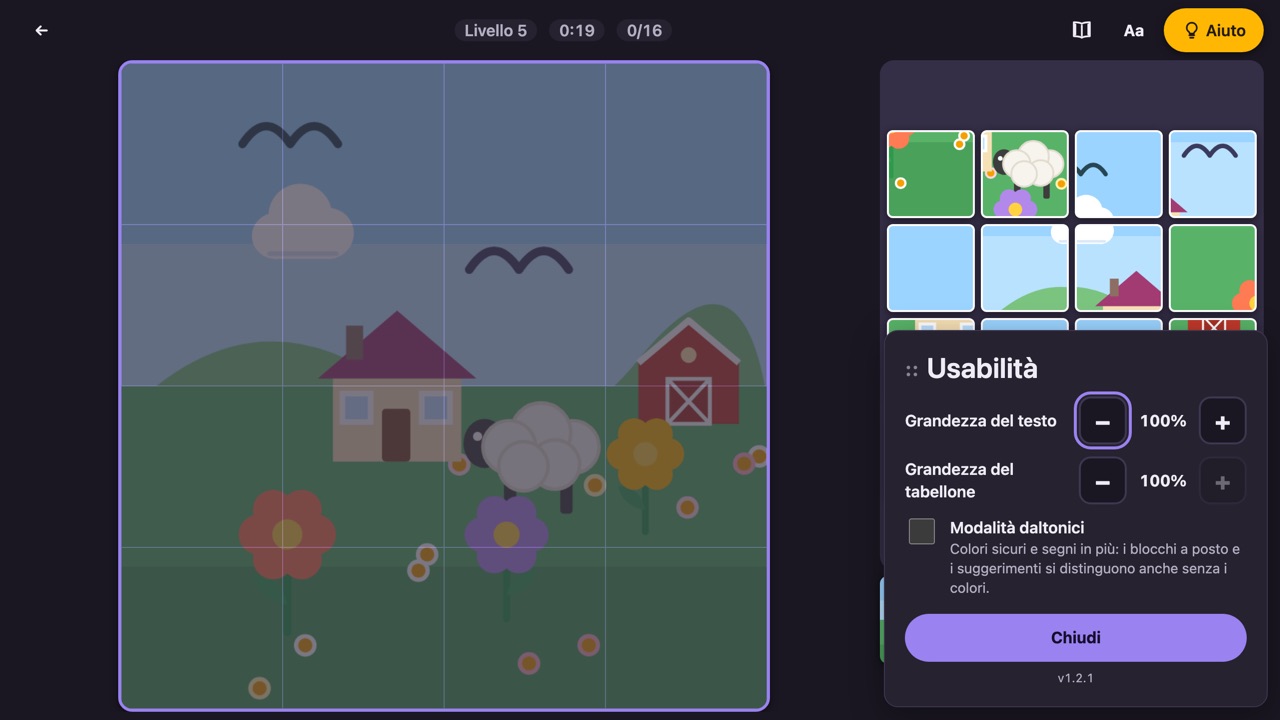 Livello 5
0:19
0/16
Aa
Aiuto
Usabilità
Grandezza del testo
−
100%
+
Grandezza del
tabellone
−
100%
+
Modalità daltonici
Colori sicuri e segni in più: i blocchi a posto e
i suggerimenti si distinguono anche senza i
colori.
Chiudi
v1.2.1